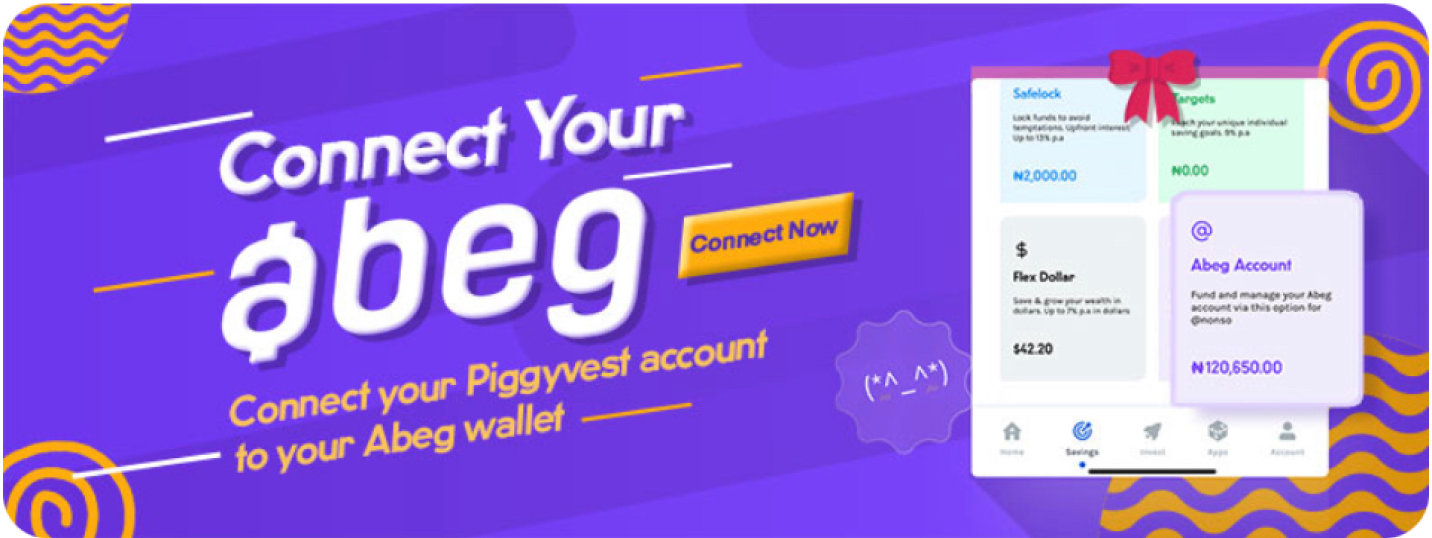 Connect Your
abeg
Connect Now
Connect your Piggyvest account
to your Abeg wallet
(*^_^*)
Safelock
Lock funds to avoid
temptations. Upfront interest
Up to 13% p.a
₦2,000.00
Targets
Reach your unique individual
saving goals. 9% p.a
₦0.00
$
Flex Dollar
Save & grow your wealth in
dollars. Up to 7% p.a in dollars
$42.20
@
Abeg Account
Fund and manage your Abeg
account via this option for
@nonso
₦120,650.00
Home
Savings
Invest
Apps
Account